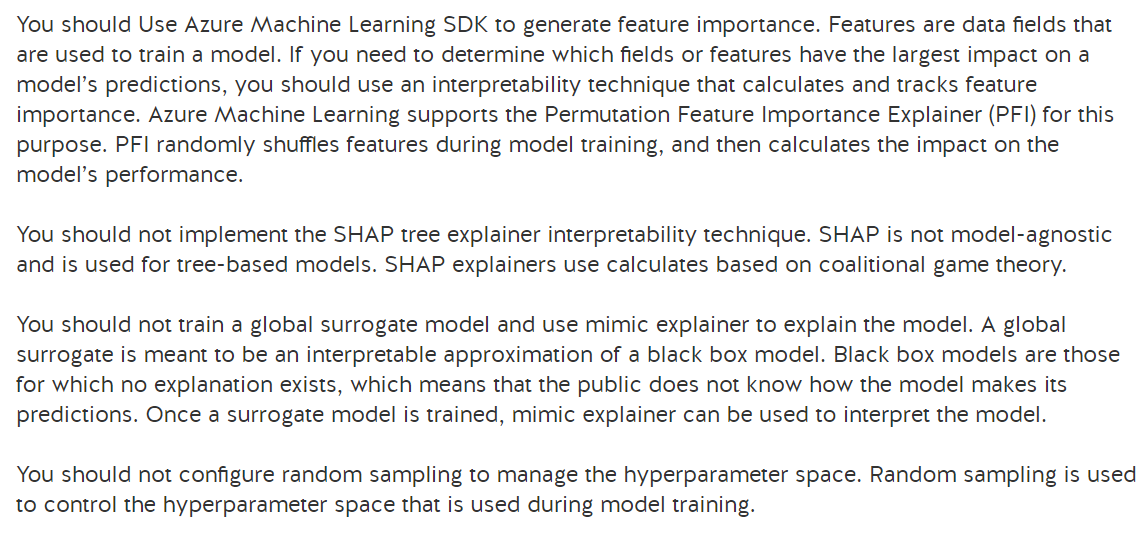 You should Use Azure Machine Learning SDK to generate feature importance. Features are data fields that
are used to train a model. If you need to determine which fields or features have the largest impact on a
model’s predictions, you should use an interpretability technique that calculates and tracks feature
importance. Azure Machine Learning supports the Permutation Feature Importance Explainer (PFI) for this
purpose. PFI randomly shuffles features during model training, and then calculates the impact on the
model’s performance.
You should not implement the SHAP tree explainer interpretability technique. SHAP is not model-agnostic
and is used for tree-based models. SHAP explainers use calculates based on coalitional game theory.
You should not train a global surrogate model and use mimic explainer to explain the model. A global
surrogate is meant to be an interpretable approximation of a black box model. Black box models are those
for which no explanation exists, which means that the public does not know how the model makes its
predictions. Once a surrogate model is trained, mimic explainer can be used to interpret the model.
You should not configure random sampling to manage the hyperparameter space. Random sampling is used
to control the hyperparameter space that is used during model training.